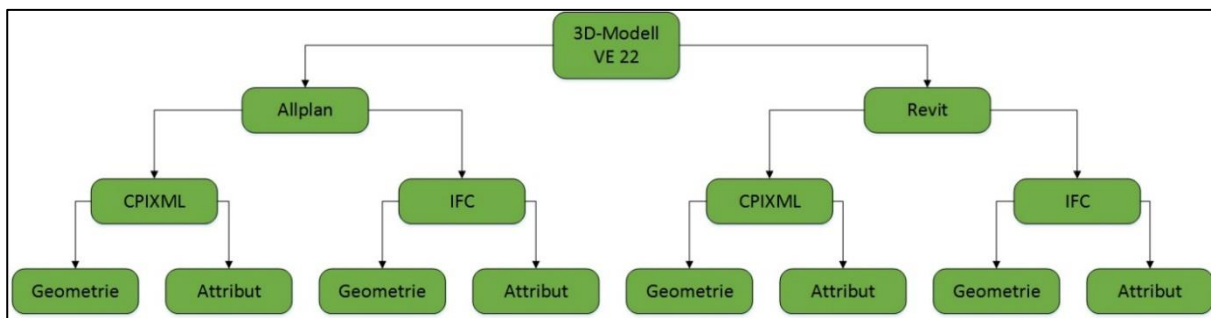 3D-Modell
VE 22
Allplan
Revit
CPIXML
IFC
CPIXML
IFC
Geometrie
Attribut
Geometrie
Attribut
Geometrie
Attribut
Geometrie
Attribut